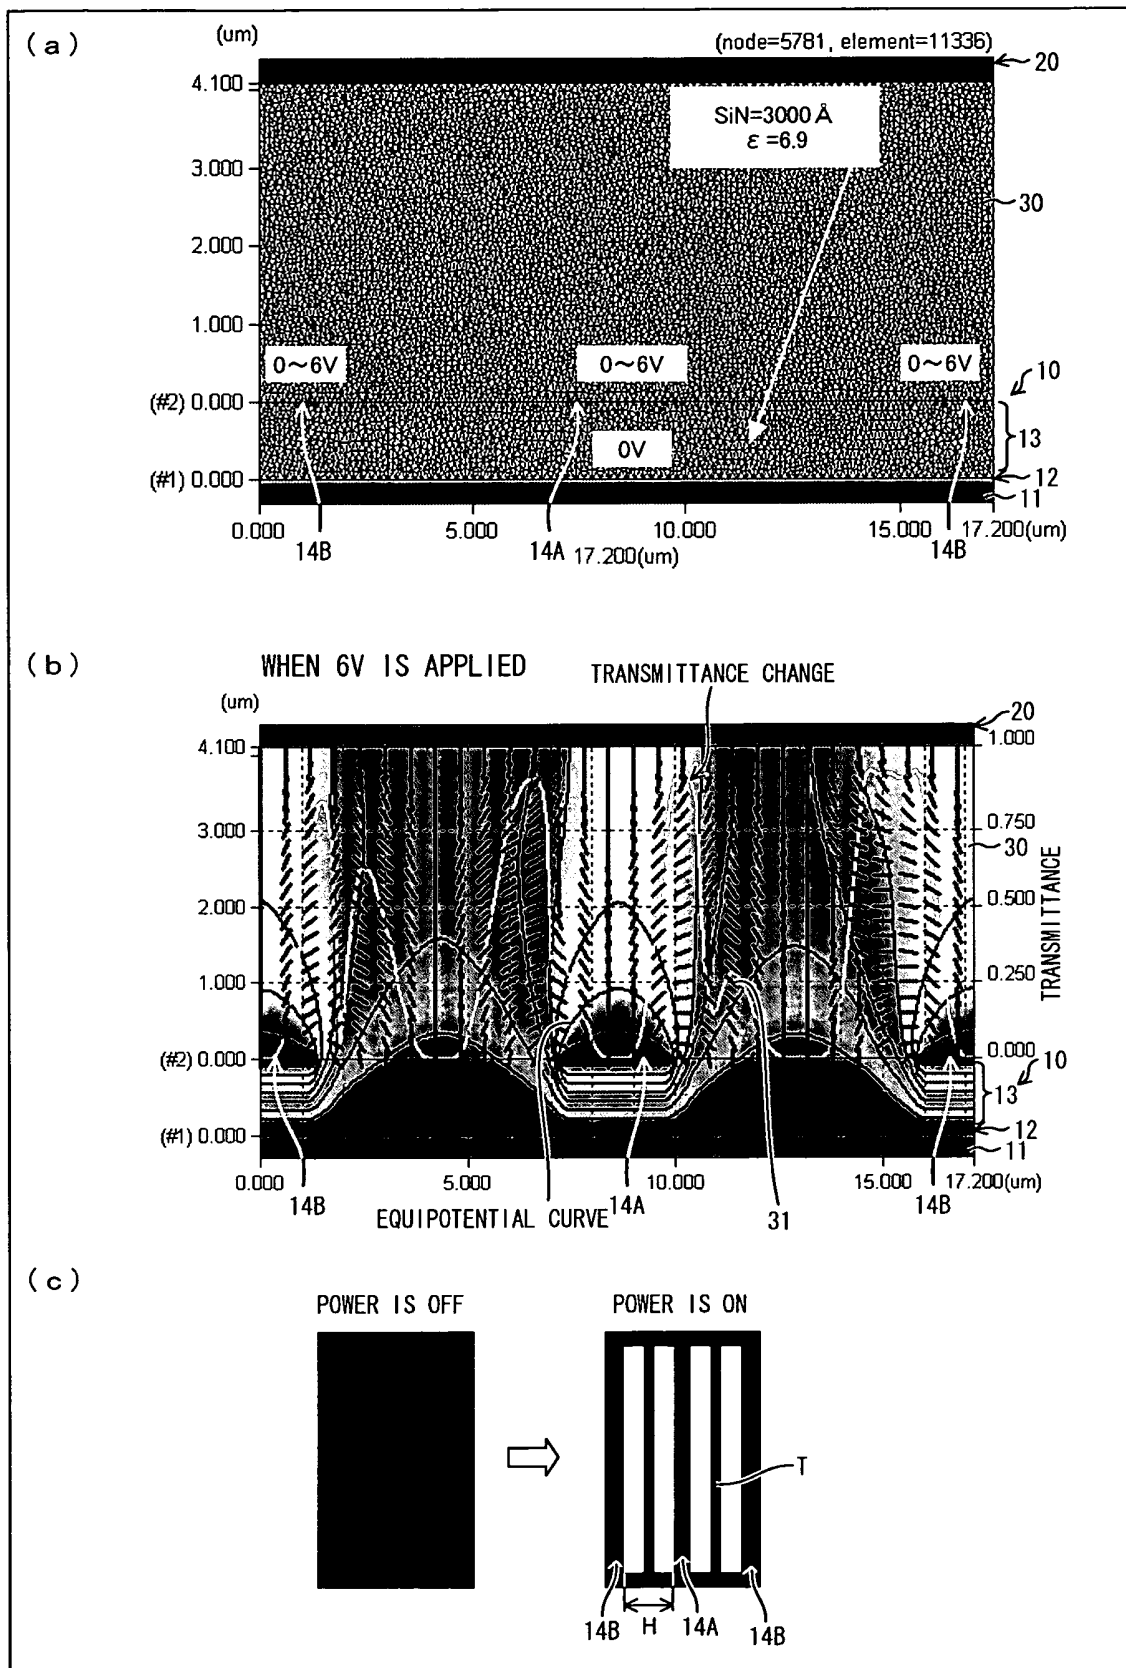 (a)
(um)
(node=5781, element=11336)
20
4.100
SiN=3000 Å
ε=6.9
3.000
30
2.000
1.000
0~6V
0~6V
0~6V
10
(#2) 0.000
13
0V
(#1) 0.000
12
11
0.000
5.000
10.000
15.000
17.200(um)
14B
14A
17.200(um)
14B
(b)
WHEN 6V IS APPLIED
TRANSMITTANCE CHANGE
(um)
20
4.100
1.000
3.000
0.750
30
2.000
0.500
TRANSMITTANCE
1.000
0.250
(#2) 0.000
0.000
10
13
(#1) 0.000
12
11
0.000
5.000
10.000
15.000
17.200(um)
14B
14A
14B
EQUIPOTENTIAL CURVE
31
(c)
POWER IS OFF
POWER IS ON
T
14B
H
14A
14B